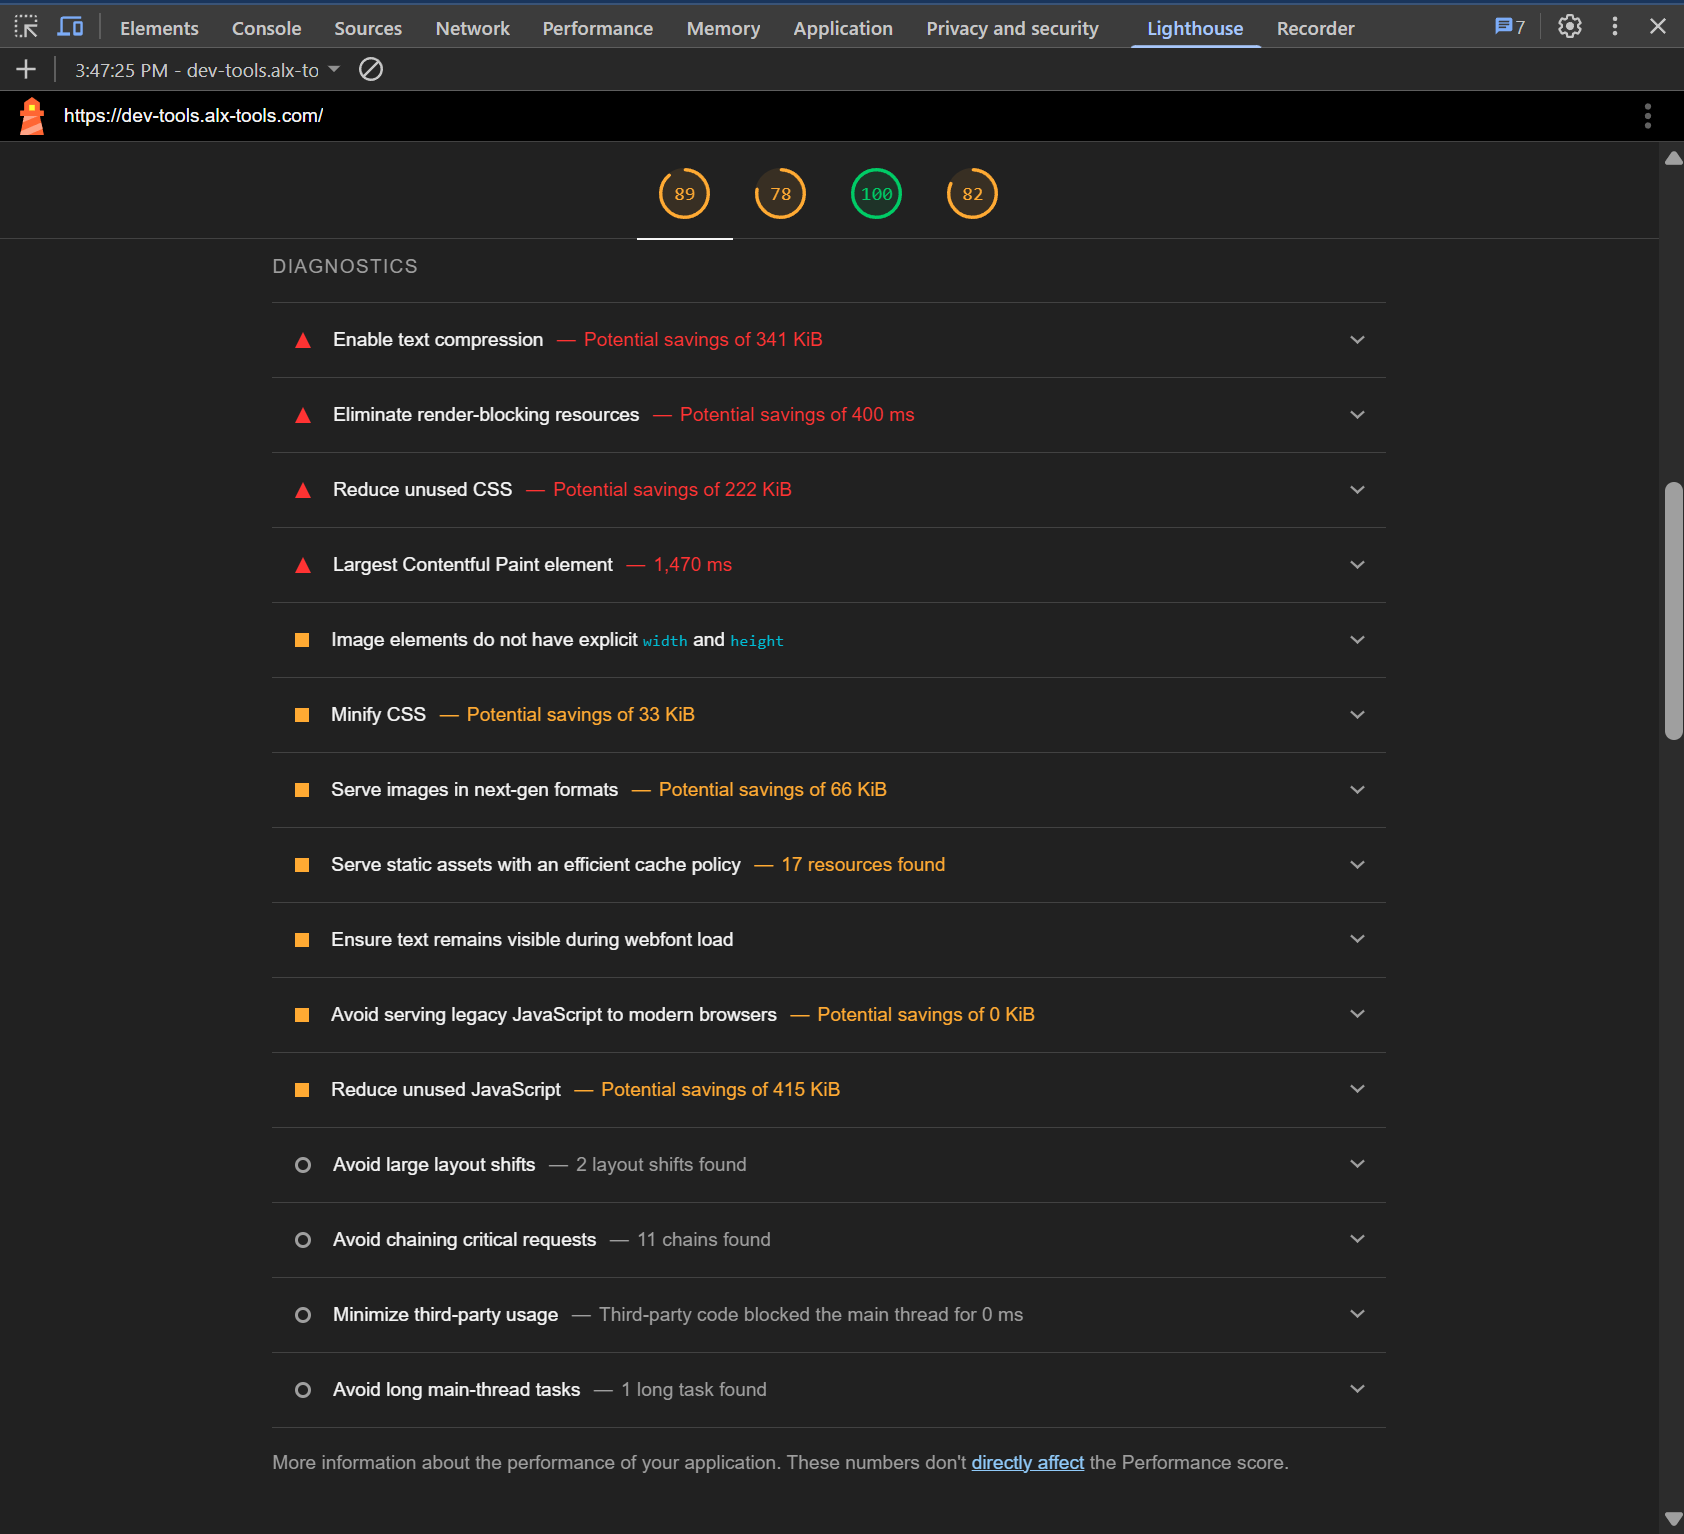 Elements Console Sources Network Performance Memory Application Privacy and security Lighthouse Recorder 7
3:47:25 PM - dev-tools.alx-to
https://dev-tools.alx-tools.com/
89 78 100 82
DIAGNOSTICS
Enable text compression — Potential savings of 341 KiB
Eliminate render-blocking resources — Potential savings of 400 ms
Reduce unused CSS — Potential savings of 222 KiB
Largest Contentful Paint element — 1,470 ms
Image elements do not have explicit width and height
Minify CSS — Potential savings of 33 KiB
Serve images in next-gen formats — Potential savings of 66 KiB
Serve static assets with an efficient cache policy — 17 resources found
Ensure text remains visible during webfont load
Avoid serving legacy JavaScript to modern browsers — Potential savings of 0 KiB
Reduce unused JavaScript — Potential savings of 415 KiB
Avoid large layout shifts — 2 layout shifts found
Avoid chaining critical requests — 11 chains found
Minimize third-party usage — Third-party code blocked the main thread for 0 ms
Avoid long main-thread tasks — 1 long task found
More information about the performance of your application. These numbers don't directly affect the Performance score.